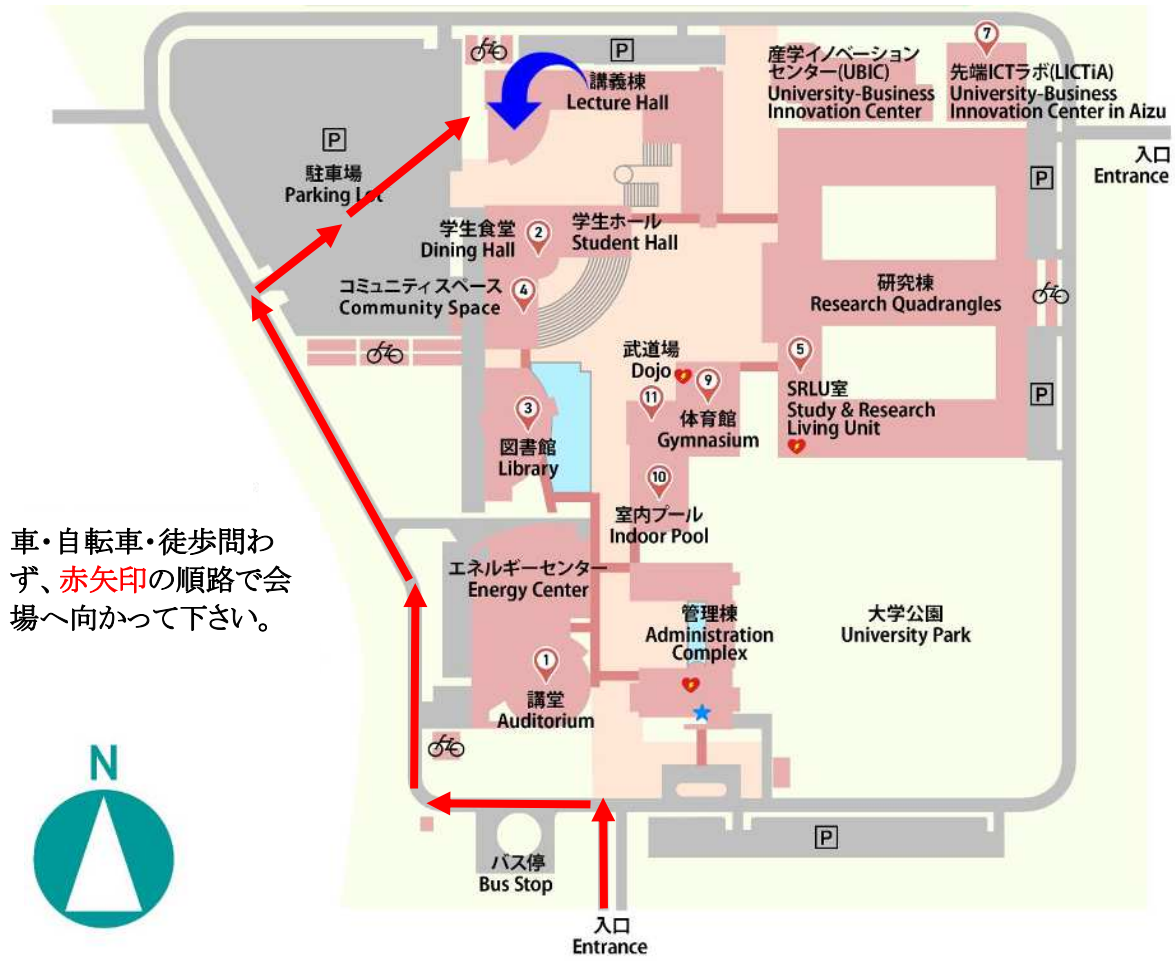 7
産学イノベーション
センター(UBIC)
University-Business
Innovation Center
先端ICTラボ(LICTiA)
University-Business
Innovation Center in Aizu
P
講義棟
Lecture Hall
入口
Entrance
P
P
駐車場
Parking Lot
学生食堂
Dining Hall
2
学生ホール
Student Hall
コミュニティスペース
Community Space
4
研究棟
Research Quadrangles
武道場
Dojo
5
SRLU室
Study & Research
Living Unit
P
9
11
体育館
Gymnasium
3
図書館
Library
10
室内プール
Indoor Pool
車・自転車・徒歩問わ
ず、赤矢印の順路で会
場へ向かって下さい。
エネルギーセンター
Energy Center
管理棟
Administration
Complex
大学公園
University Park
1
講堂
Auditorium
N
P
バス停
Bus Stop
入口
Entrance